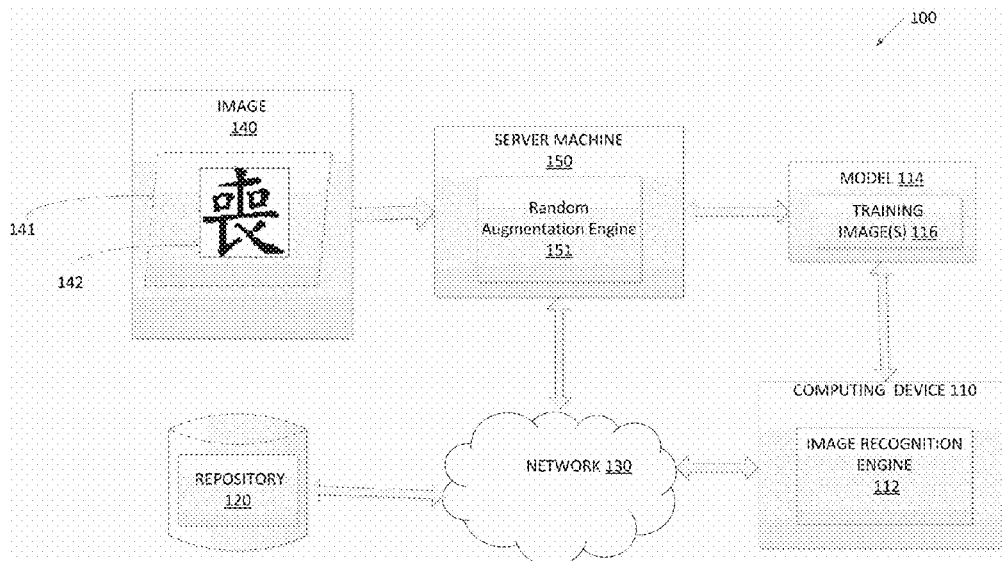 100
IMAGE
140
喪
141
142
SERVER MACHINE
150
Random
Augmentation Engine
151
MODEL 114
TRAINING
IMAGE(S) 116
COMPUTING DEVICE 110
IMAGE RECOGNITION
ENGINE
112
NETWORK 130
REPOSITORY
120